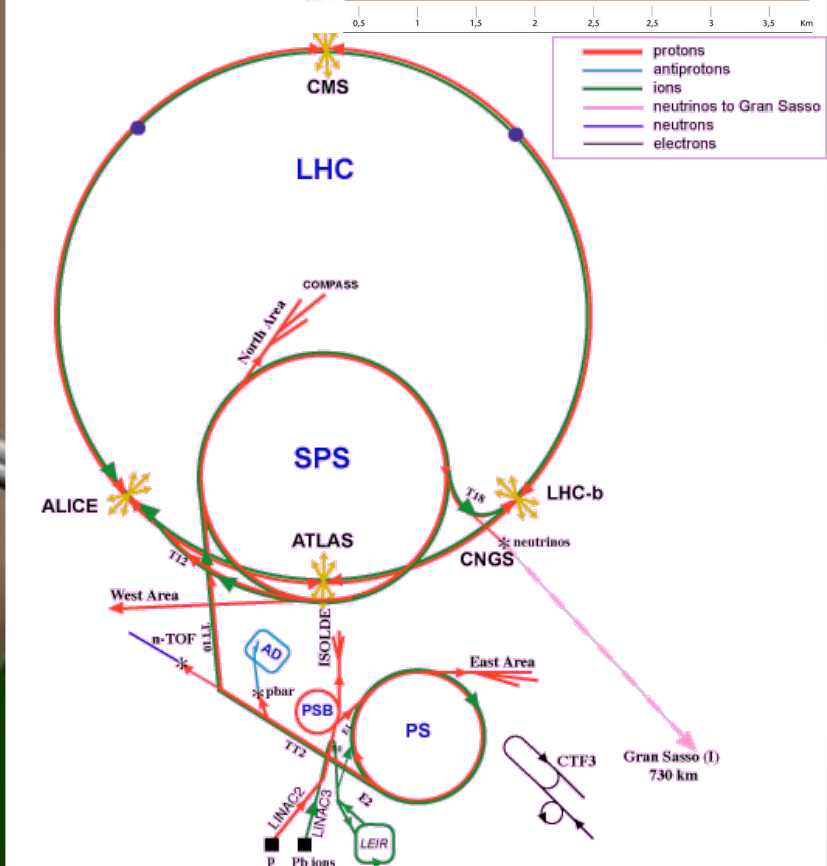 0,5 1 1,5 2 2,5 2,5 3 3,5 Km
protons
antiprotons
ions
neutrinos to Gran Sasso
neutrons
electrons
CMS
LHC
COMPASS
North Area
SPS
ALICE
LHC-b
TI8
ATLAS
neutrinos
CNGS
TI2
West Area
TT10
ISOLDE
n-TOF
AD
East Area
pbar
PSB
PS
E1
TT2
CTF3
Gran Sasso (I)
730 km
E2
LINAC2
LINAC3
LEIR
p
Pb ions